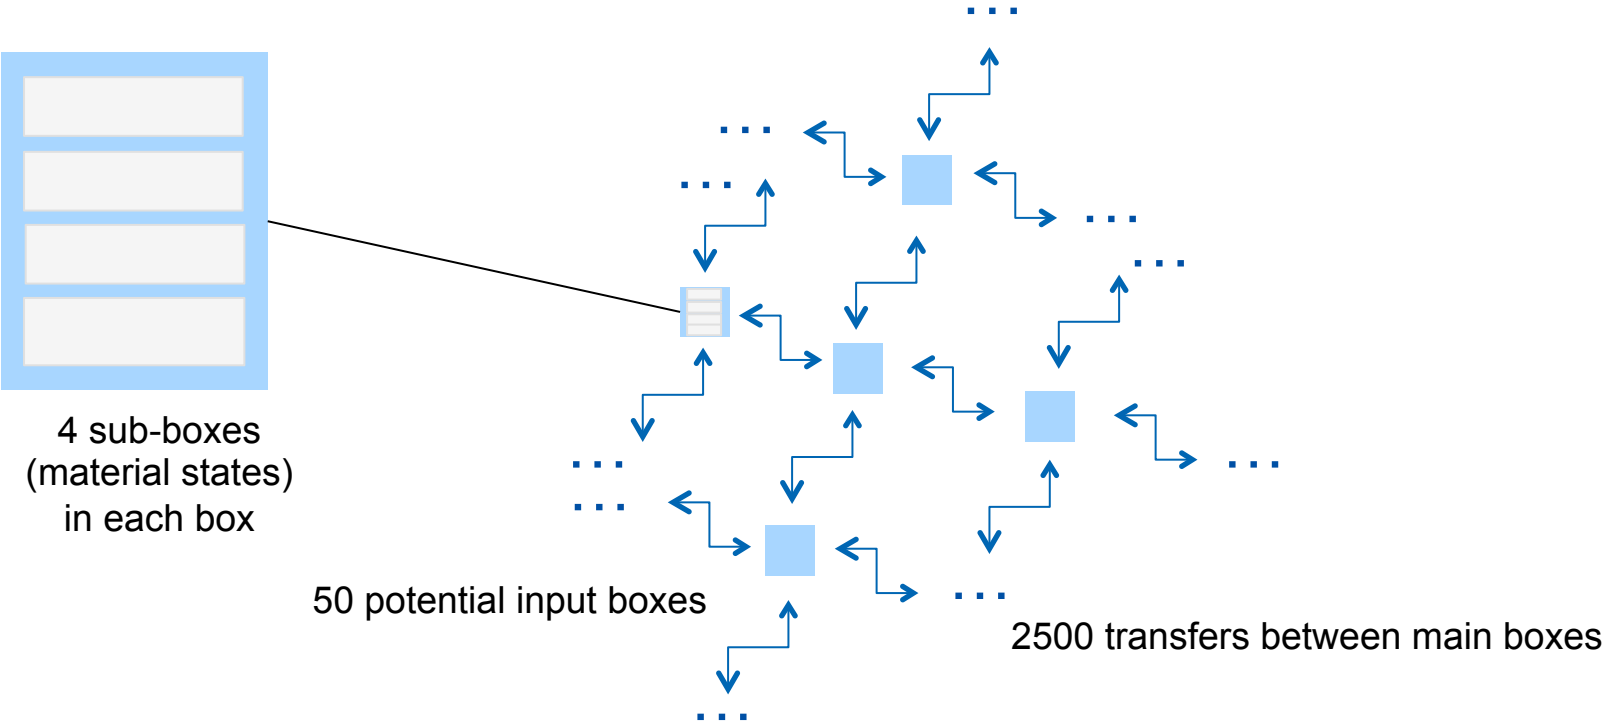 4 sub-boxes
(material states)
in each box
50 potential input boxes
2500 transfers between main boxes